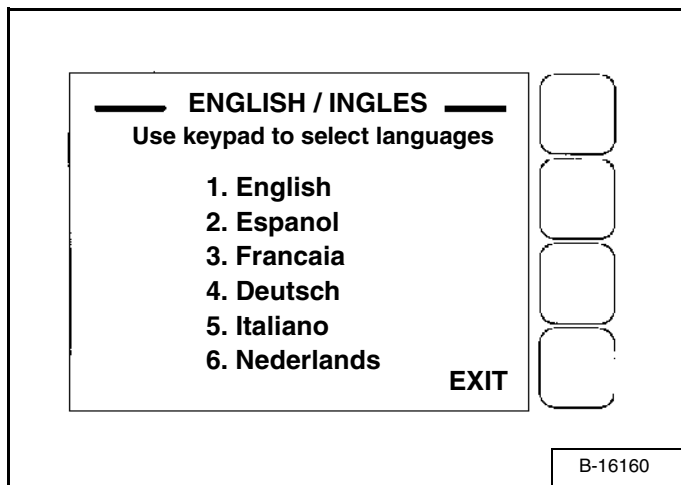 ENGLISH / INGLES
Use keypad to select languages
1. English
2. Espanol
3. Francaia
4. Deutsch
5. Italiano
6. Nederlands
EXIT
B-16160